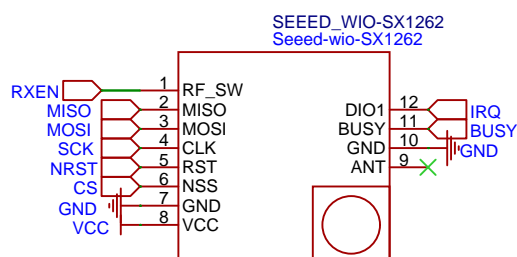 SEEED_WIO-SX1262
Seeed-wio-SX1262
RXEN 1 RF_SW
MISO 2 MISO DIO1 12 IRQ
MOSI 3 MOSI BUSY 11 BUSY
SCK 4 CLK GND 10 GND
NRST 5 RST ANT 9
CS 6 NSS
GND 7 GND
VCC 8 VCC